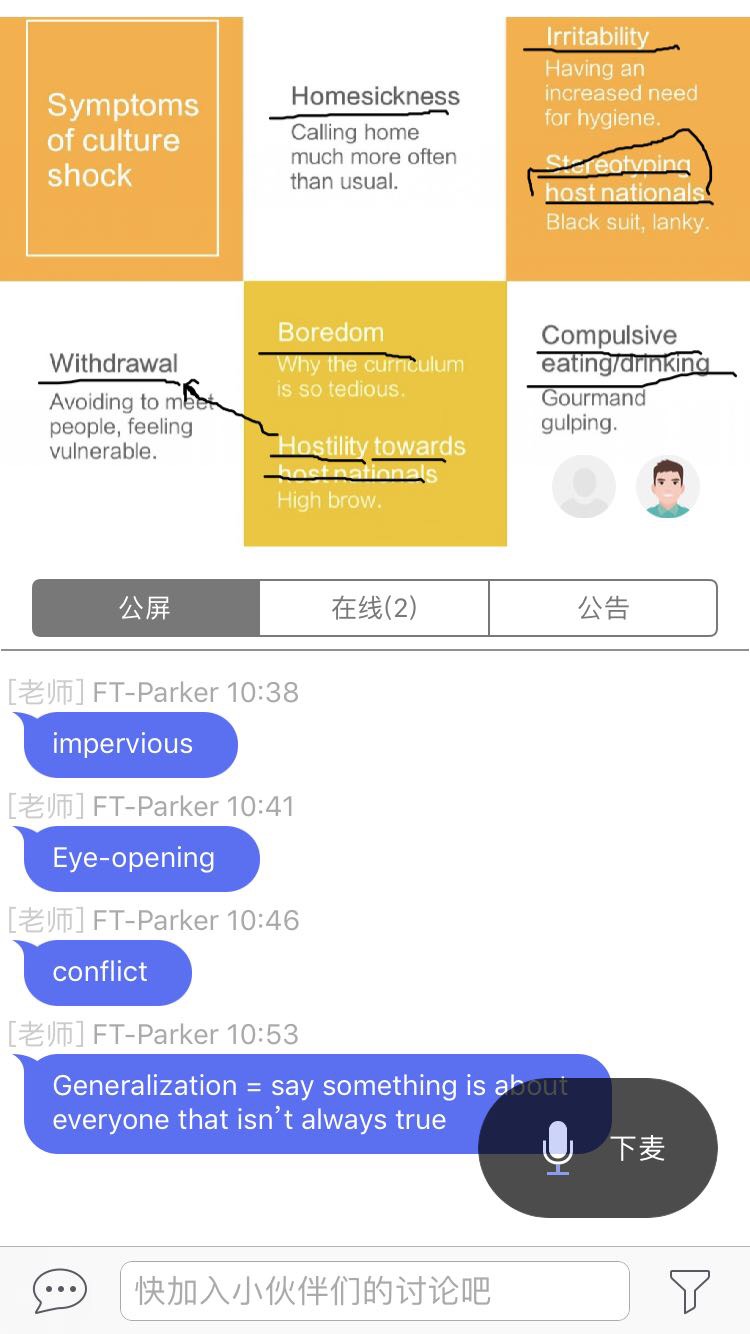 Symptoms
of culture
shock
Homesickness
Calling home
much more often
than usual.
Irritability
Having an
increased need
for hygiene.
Stereotyping
host nationals
Black suit, lanky.
Withdrawal
Avoiding to meet
people, feeling
vulnerable.
Boredom
Why the curriculum
is so tedious.
Hostility towards
host nationals
High brow.
Compulsive
eating/drinking
Gourmand
gulping.
公屏
在线(2)
公告
[老师] FT-Parker 10:38
impervious
[老师] FT-Parker 10:41
Eye-opening
[老师] FT-Parker 10:46
conflict
[老师] FT-Parker 10:53
Generalization = say something is about
everyone that isn't always true
下麦
快加入小伙伴们的讨论吧